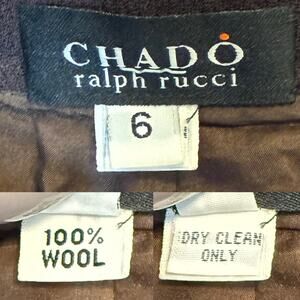 CHADO
ralph rucci
6
100%
WOOL
DRY CLEAN
ONLY